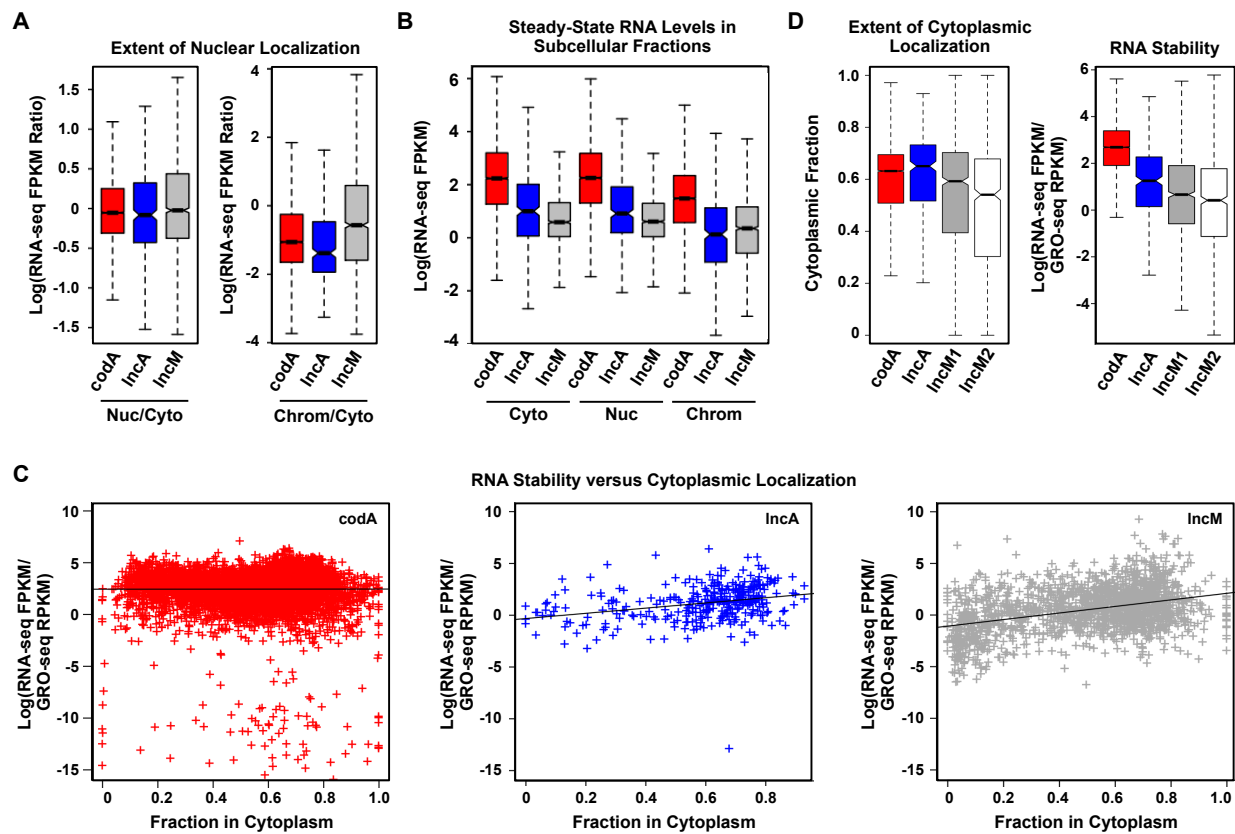 A
Extent of Nuclear Localization
Log(RNA-seq FPKM Ratio)
1.5
1.0
0.5
0
-0.5
-1.0
-1.5
codA
lncA
lncM
Nuc/Cyto
Log(RNA-seq FPKM Ratio)
4
2
0
-2
-4
codA
lncA
lncM
Chrom/Cyto
B
Steady-State RNA Levels in
Subcellular Fractions
Log(RNA-seq FPKM)
6
4
2
0
-2
-4
codA
lncA
lncM
codA
lncA
lncM
codA
lncA
lncM
Cyto
Nuc
Chrom
D
Extent of Cytoplasmic
Localization
Cytoplasmic Fraction
1.0
0.8
0.6
0.4
0.2
0
codA
lncA
lncM1
lncM2
RNA Stability
Log(RNA-seq FPKM/
GRO-seq RPKM)
6
4
2
0
-2
-4
codA
lncA
lncM1
lncM2
C
RNA Stability versus Cytoplasmic Localization
Log(RNA-seq FPKM/
GRO-seq RPKM)
10
5
0
-5
-10
-15
codA
0
0.2
0.4
0.6
0.8
1.0
Fraction in Cytoplasm
Log(RNA-seq FPKM/
GRO-seq RPKM)
10
5
0
-5
-10
-15
lncA
0
0.2
0.4
0.6
0.8
Fraction in Cytoplasm
Log(RNA-seq FPKM/
GRO-seq RPKM)
10
5
0
-5
-10
-15
lncM
0
0.2
0.4
0.6
0.8
1.0
Fraction in Cytoplasm